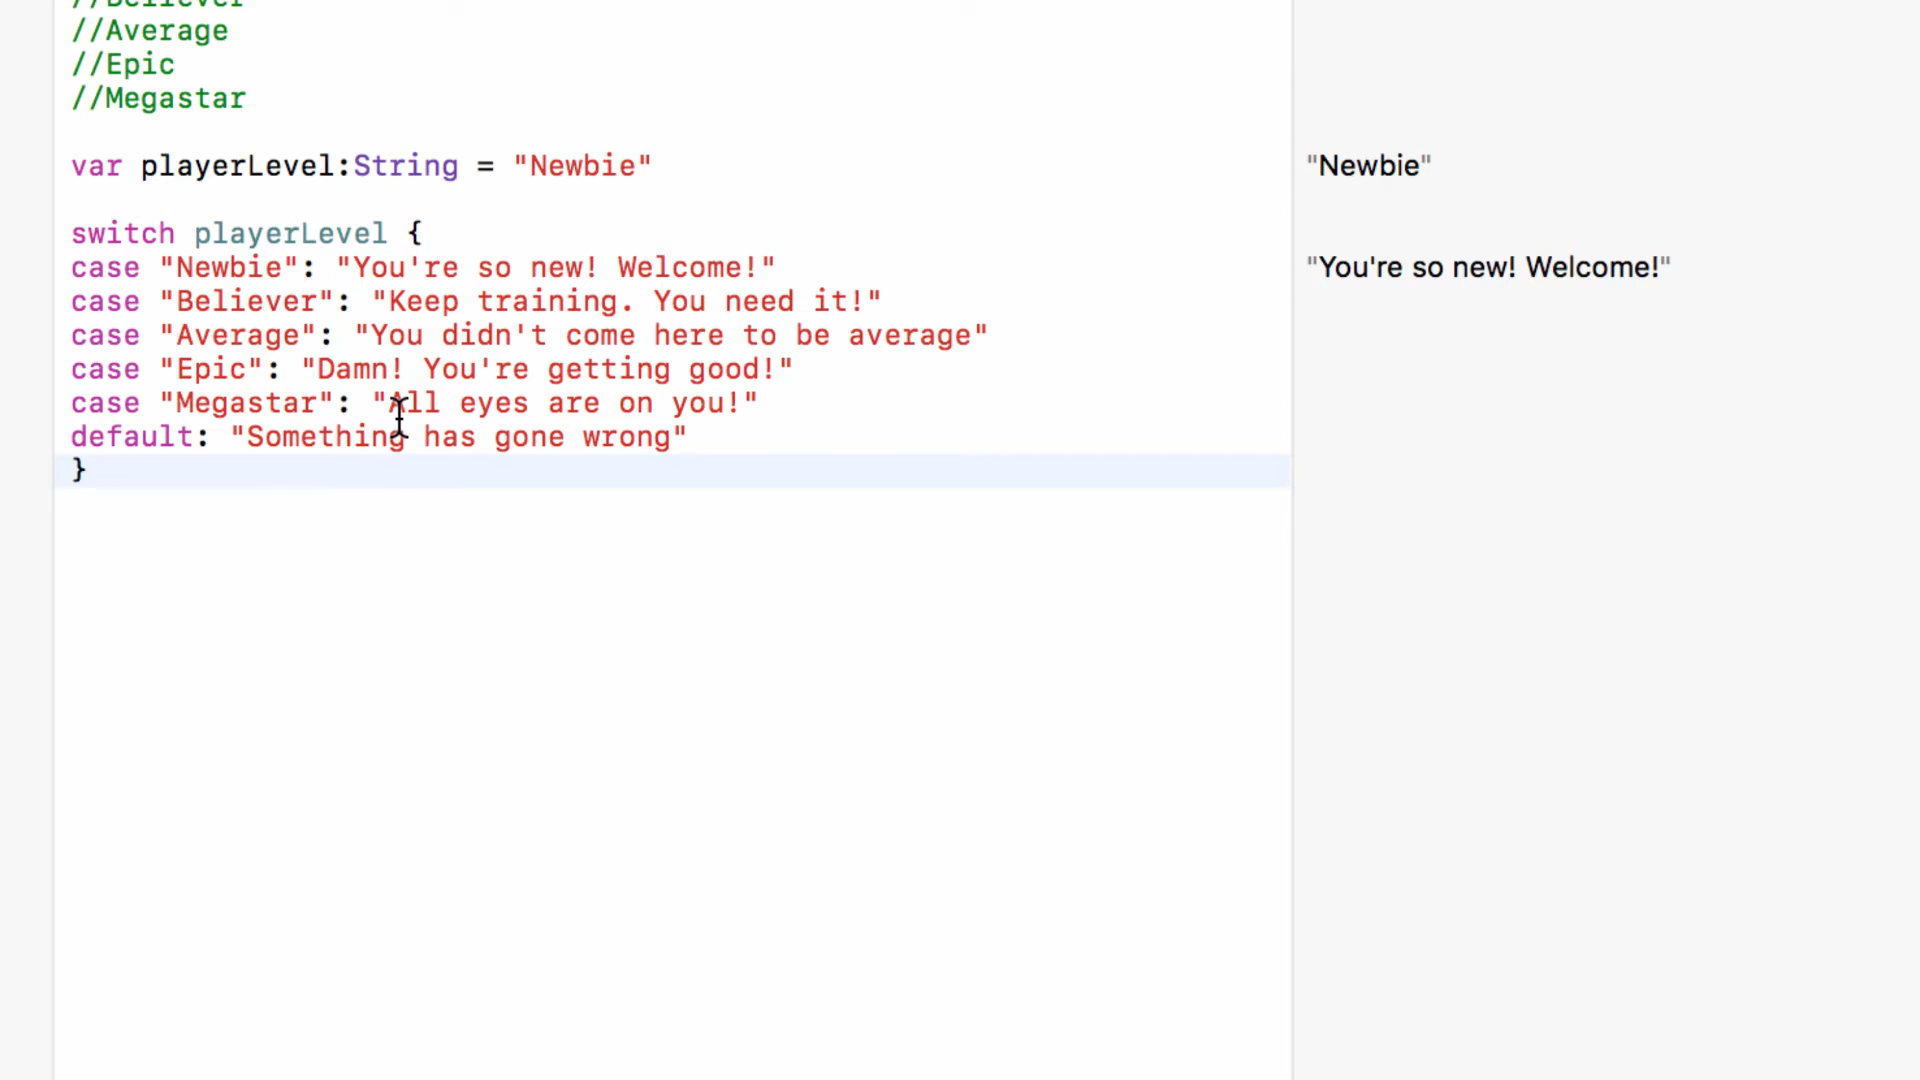 //Believer
//Average
//Epic
//Megastar
var playerLevel:String = "Newbie"
"Newbie"
switch playerLevel {
case "Newbie": "You're so new! Welcome!"
"You're so new! Welcome!"
case "Believer": "Keep training. You need it!"
case "Average": "You didn't come here to be average"
case "Epic": "Damn! You're getting good!"
case "Megastar": "All eyes are on you!"
default: "Something has gone wrong"
}